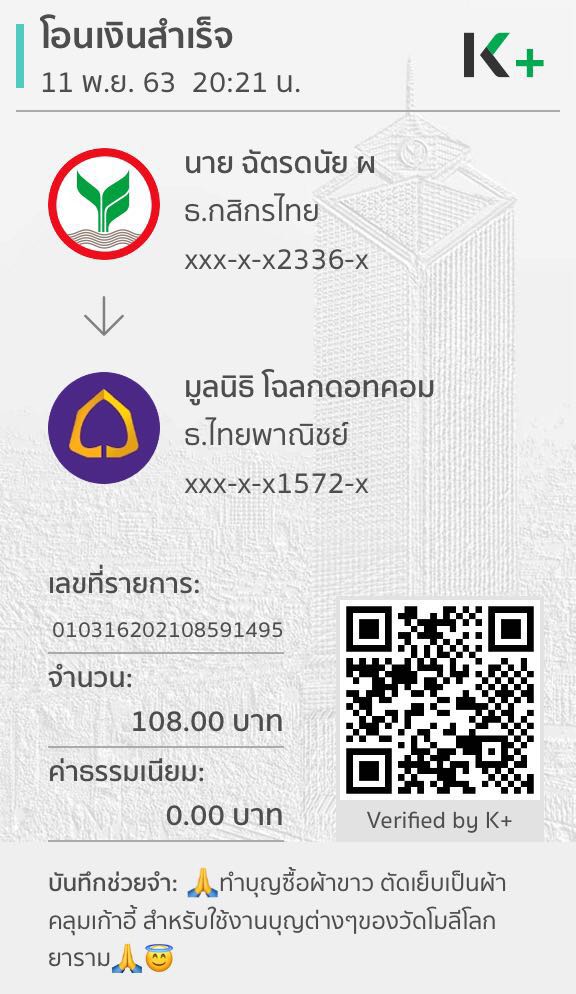 โอนเงินสำเร็จ
11 พ.ย. 63 20:21 น.
K+
นาย ฉัตรดนัย ผ
ธ.กสิกรไทย
xxx-x-x2336-x
มูลนิธิ โฉลกดอทคอม
ธ.ไทยพาณิชย์
xxx-x-x1572-x
เลขที่รายการ:
010316202108591495
จำนวน:
108.00 บาท
ค่าธรรมเนียม:
0.00 บาท
Verified by K+
บันทึกช่วยจำ: 🙏ทำบุญซื้อผ้าขาว ตัดเย็บเป็นผ้า
คลุมเก้าอี้ สำหรับใช้งานบุญต่างๆของวัดโมลีโลก
ยาราม🙏😇